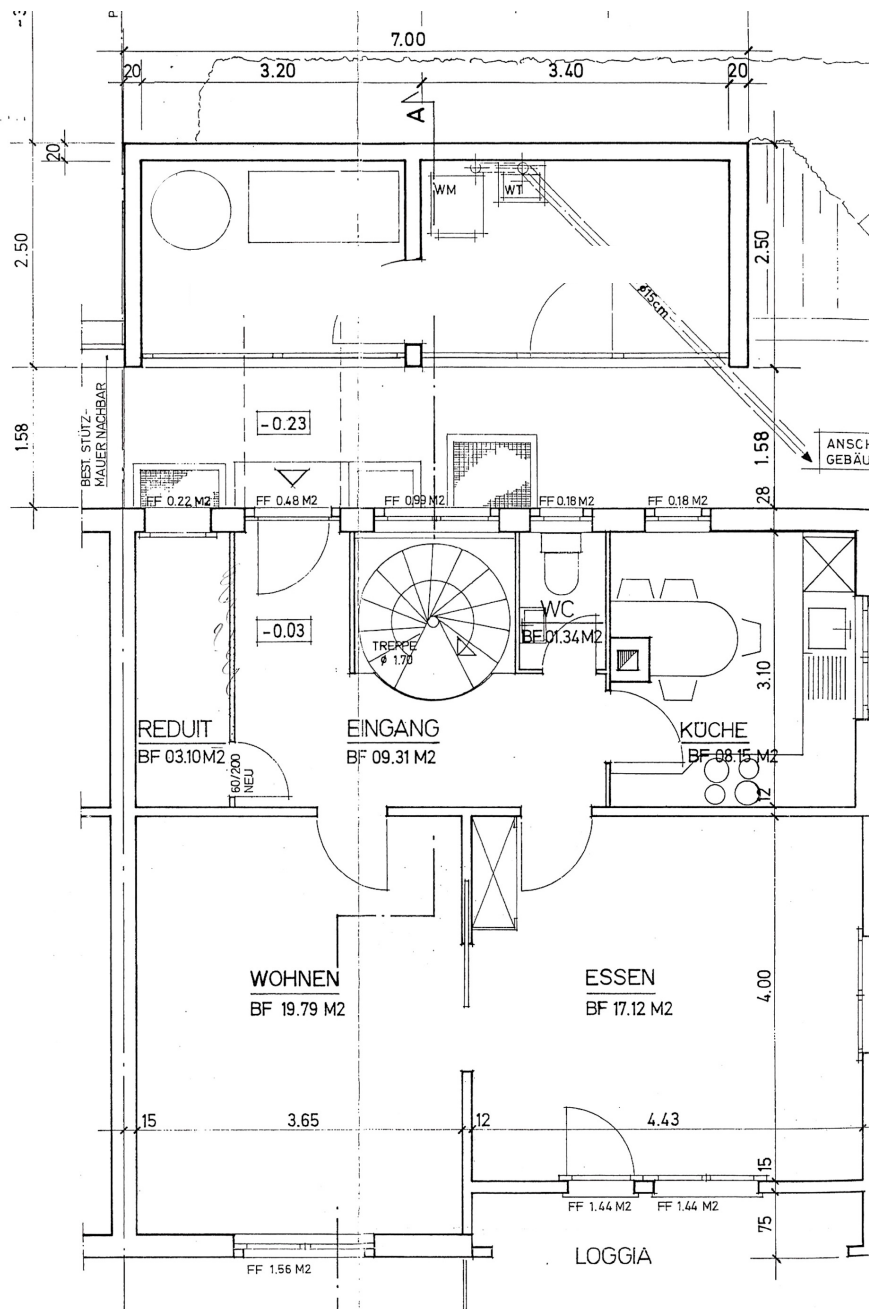 7.00
20
3.20
3.40
20
A
20
WM
WT
2.50
2.50
ø15cm
BEST. STÜTZ-
MAUER NACHBAR
1.58
-0.23
1.58
ANSCH
GEBÄU
28
FF 0.22 M2
FF 0.48 M2
FF 0.99 M2
FF 0.18 M2
FF 0.18 M2
WC
BF 01.34 M2
-0.03
TREPPE
ø 1.70
3.10
REDUIT
BF 03.10 M2
EINGANG
BF 09.31 M2
KÜCHE
BF 08.15 M2
60/200
NEU
12
WOHNEN
BF 19.79 M2
ESSEN
BF 17.12 M2
4.00
15
3.65
12
4.43
15
FF 1.44 M2
FF 1.44 M2
75
LOGGIA
FF 1.56 M2